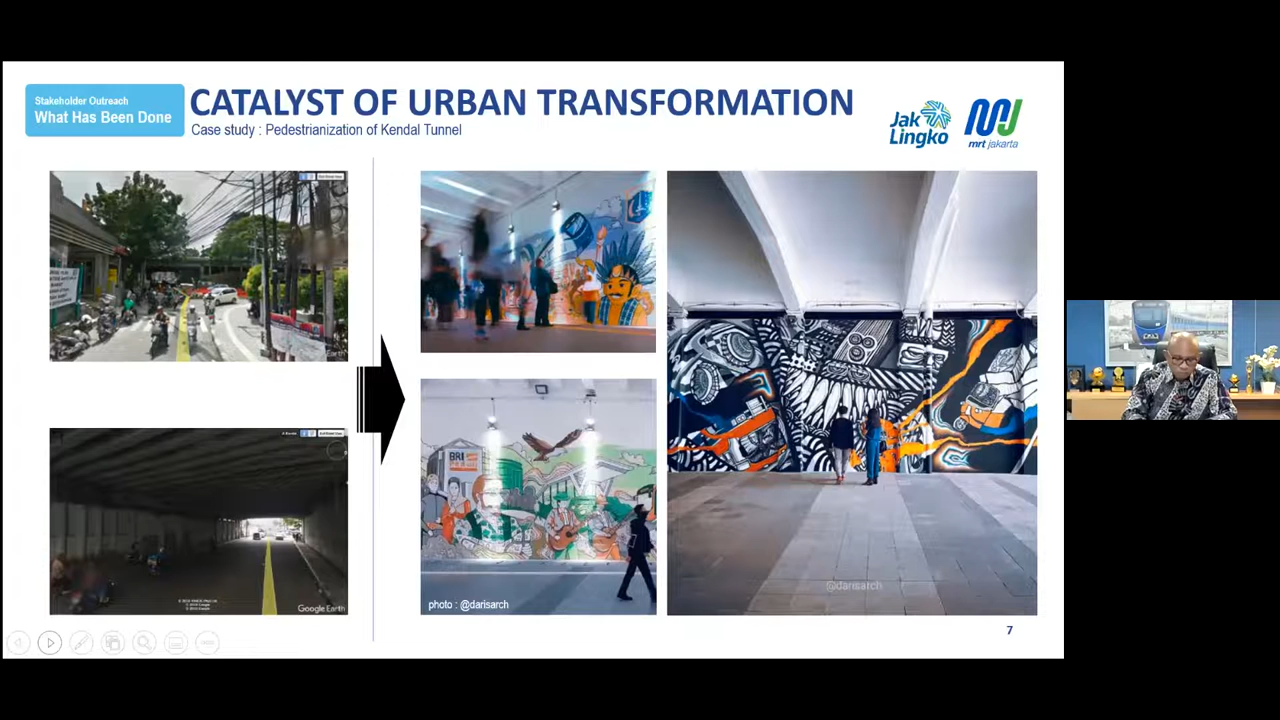 Stakeholder Outreach
What Has Been Done
CATALYST OF URBAN TRANSFORMATION
Case study : Pedestrianization of Kendal Tunnel
Jak
Lingko
mrt jakarta
BRI
@darisarch
photo : @darisarch
Google Earth
7